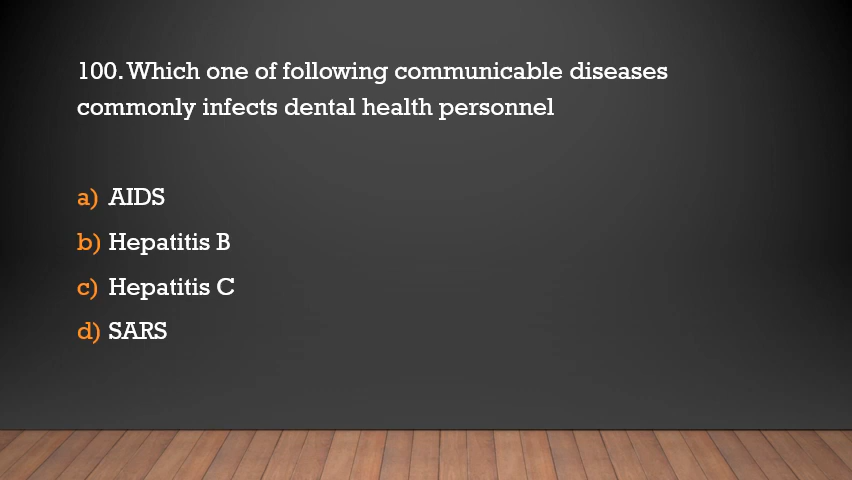 100. Which one of following communicable diseases
commonly infects dental health personnel
a) AIDS
b) Hepatitis B
c) Hepatitis C
d) SARS